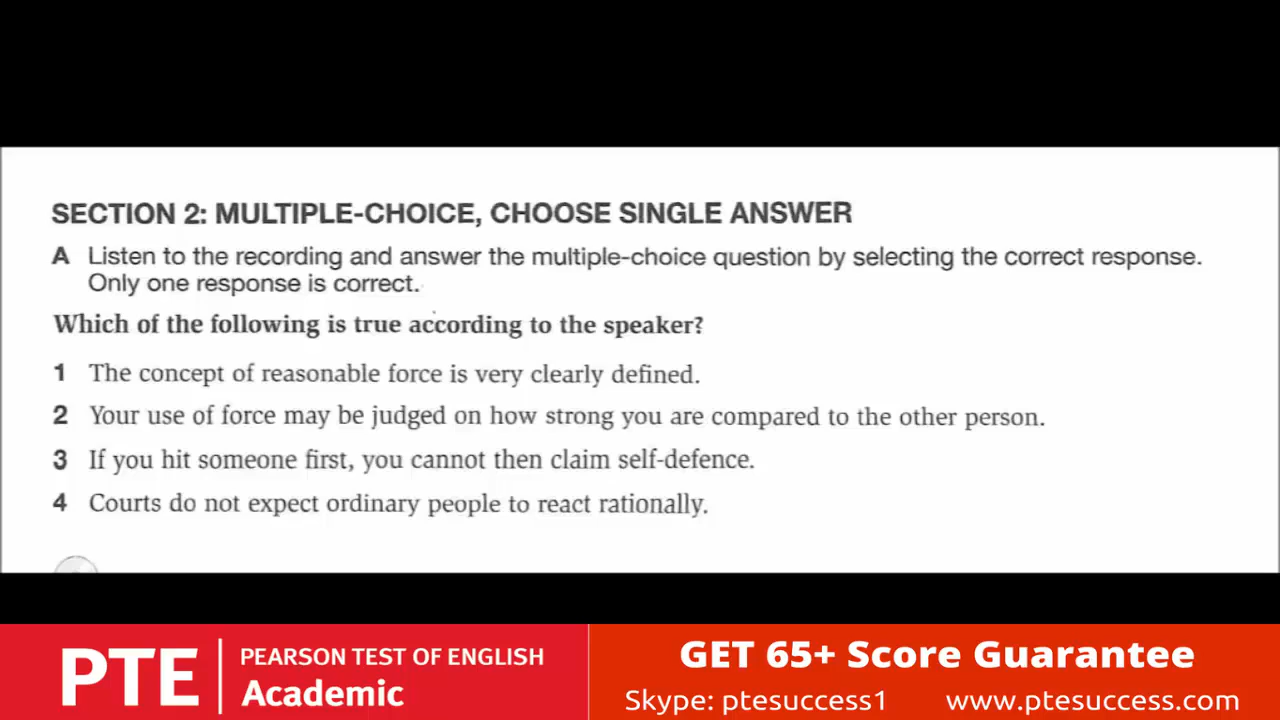 SECTION 2: MULTIPLE-CHOICE, CHOOSE SINGLE ANSWER
A Listen to the recording and answer the multiple-choice question by selecting the correct response.
Only one response is correct.
Which of the following is true according to the speaker?
1 The concept of reasonable force is very clearly defined.
2 Your use of force may be judged on how strong you are compared to the other person.
3 If you hit someone first, you cannot then claim self-defence.
4 Courts do not expect ordinary people to react rationally.
PTE
PEARSON TEST OF ENGLISH
Academic
GET 65+ Score Guarantee
Skype: ptesuccess1 www.ptesuccess.com